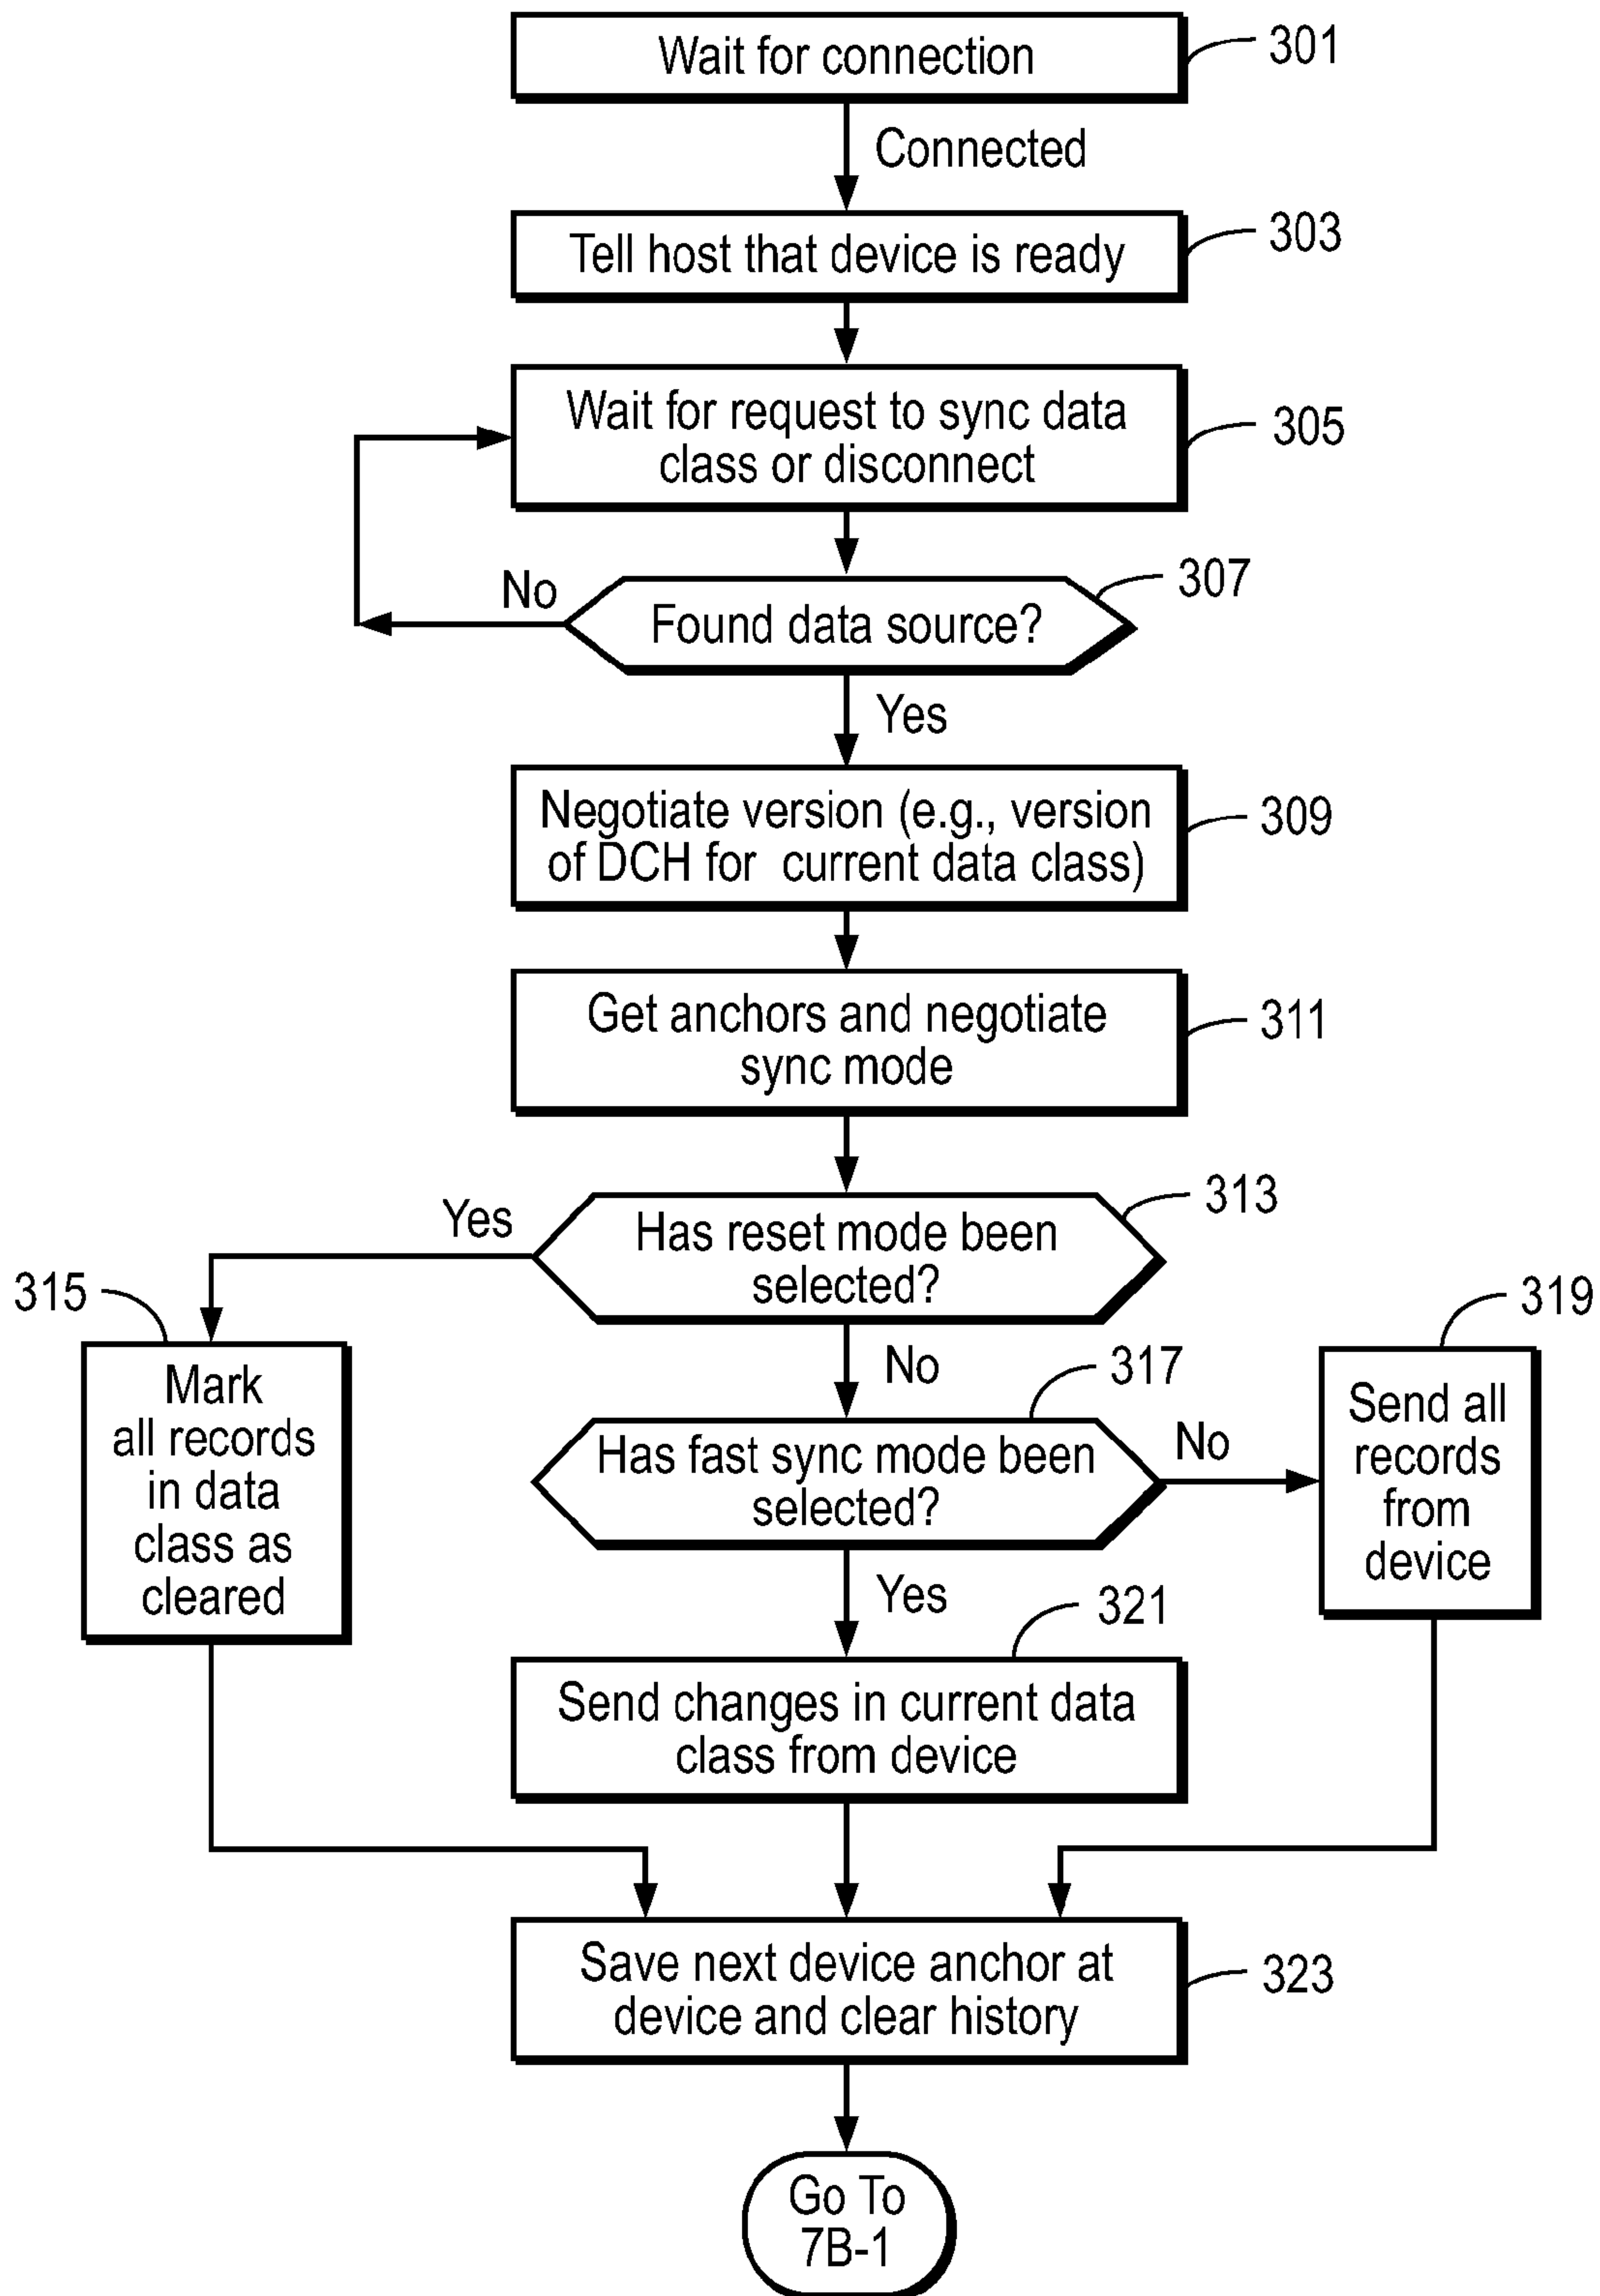 Wait for connection
301
Connected
Tell host that device is ready
303
Wait for request to sync data
class or disconnect
305
No
Found data source?
307
Yes
Negotiate version (e.g., version
of DCH for current data class)
309
Get anchors and negotiate
sync mode
311
Yes
Has reset mode been
selected?
313
315
Mark
all records
in data
class as
cleared
No
317
Has fast sync mode been
selected?
No
319
Send all
records
from
device
Yes
321
Send changes in current data
class from device
Save next device anchor at
device and clear history
323
Go To
7B-1